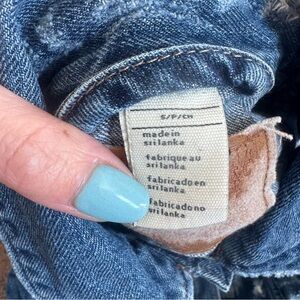 S/P/CH
made in
sri lanka
fabrique au
sri lanka
fabricado en
sri lanka
fabricado no
sri lanka